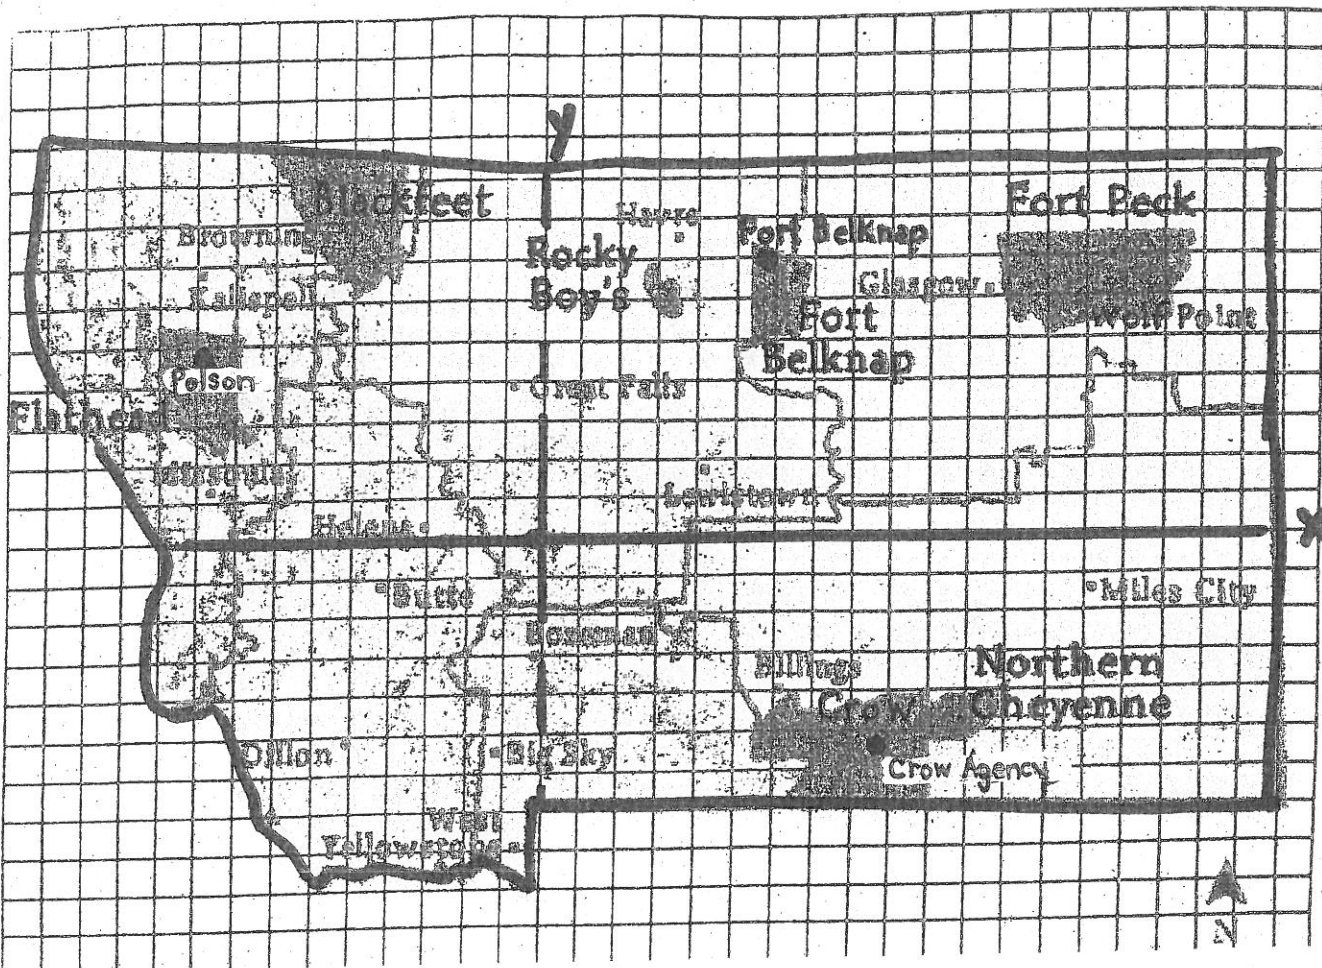 y
Blackfeet
Havre
Fort Peck
Browning
Fort Belknap
Rocky
Boy's
Kalispell
Glasgow
Fort
Belknap
Wolf Point
Polson
Great Falls
Flathead
Missoula
Lewistown
Helena
x
Butte
Miles City
Bozeman
Billings
Northern
Cheyenne
Crow
Dillon
Big Sky
Crow Agency
West
Yellowstone
N